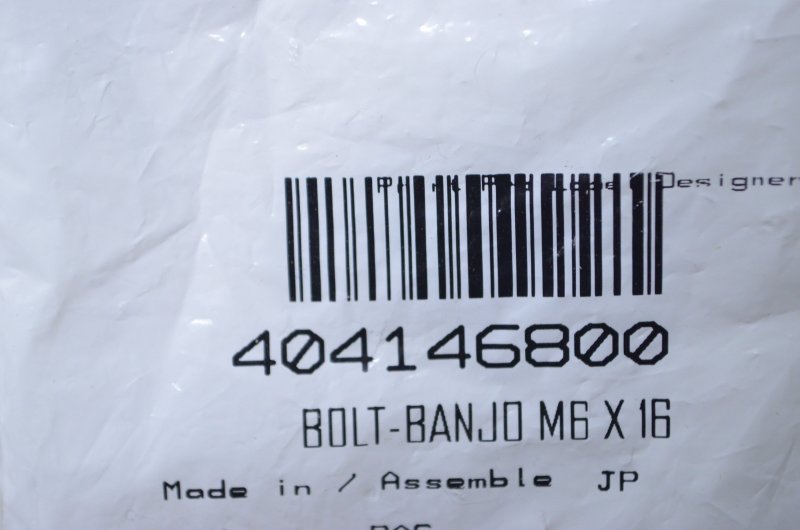 Designer
404146800
BOLT-BANJO M6 X 16
Made in / Assemble JP